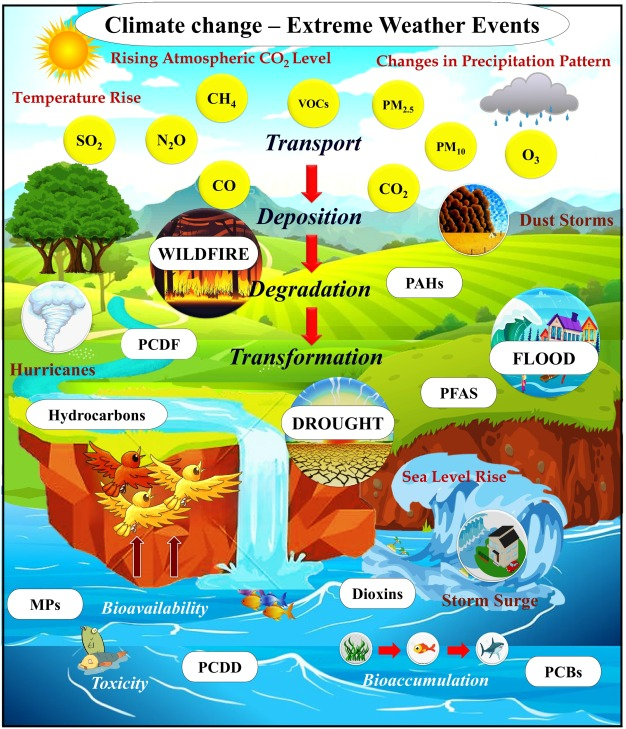 Climate change – Extreme Weather Events
Rising Atmospheric CO₂ Level
Changes in Precipitation Pattern
Temperature Rise
CH₄
VOCs
PM₂.₅
SO₂
N₂O
Transport
PM₁₀
O₃
CO
CO₂
Deposition
Dust Storms
WILDFIRE
Degradation
PAHs
PCDF
Transformation
FLOOD
Hurricanes
PFAS
Hydrocarbons
DROUGHT
Sea Level Rise
MPs
Bioavailability
Dioxins
Storm Surge
PCDD
Toxicity
Bioaccumulation
PCBs